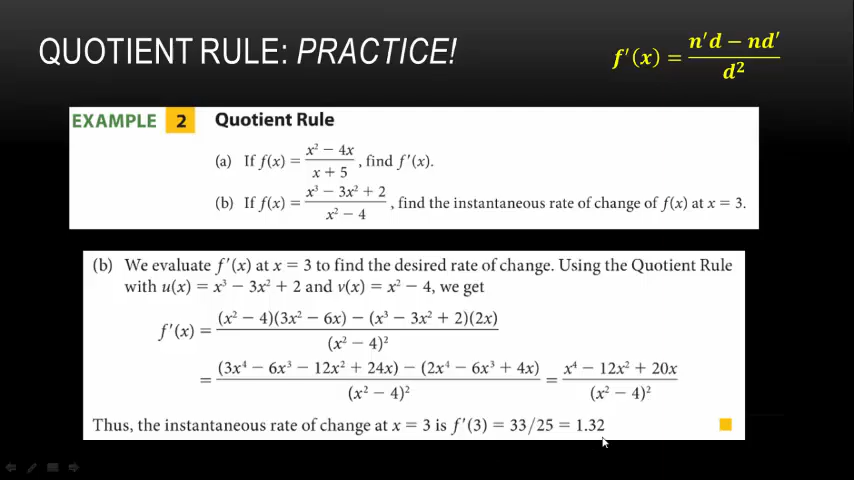 QUOTIENT RULE: PRACTICE!
f'(x) = (n'd − nd')/d²
EXAMPLE 2 Quotient Rule
(a) If f(x) = (x² − 4x)/(x + 5), find f'(x).
(b) If f(x) = (x³ − 3x² + 2)/(x² − 4), find the instantaneous rate of change of f(x) at x = 3.
(b) We evaluate f'(x) at x = 3 to find the desired rate of change. Using the Quotient Rule
with u(x) = x³ − 3x² + 2 and v(x) = x² − 4, we get
f'(x) = ((x² − 4)(3x² − 6x) − (x³ − 3x² + 2)(2x))/(x² − 4)²
= ((3x⁴ − 6x³ − 12x² + 24x) − (2x⁴ − 6x³ + 4x))/(x² − 4)² = (x⁴ − 12x² + 20x)/(x² − 4)²
Thus, the instantaneous rate of change at x = 3 is f'(3) = 33/25 = 1.32